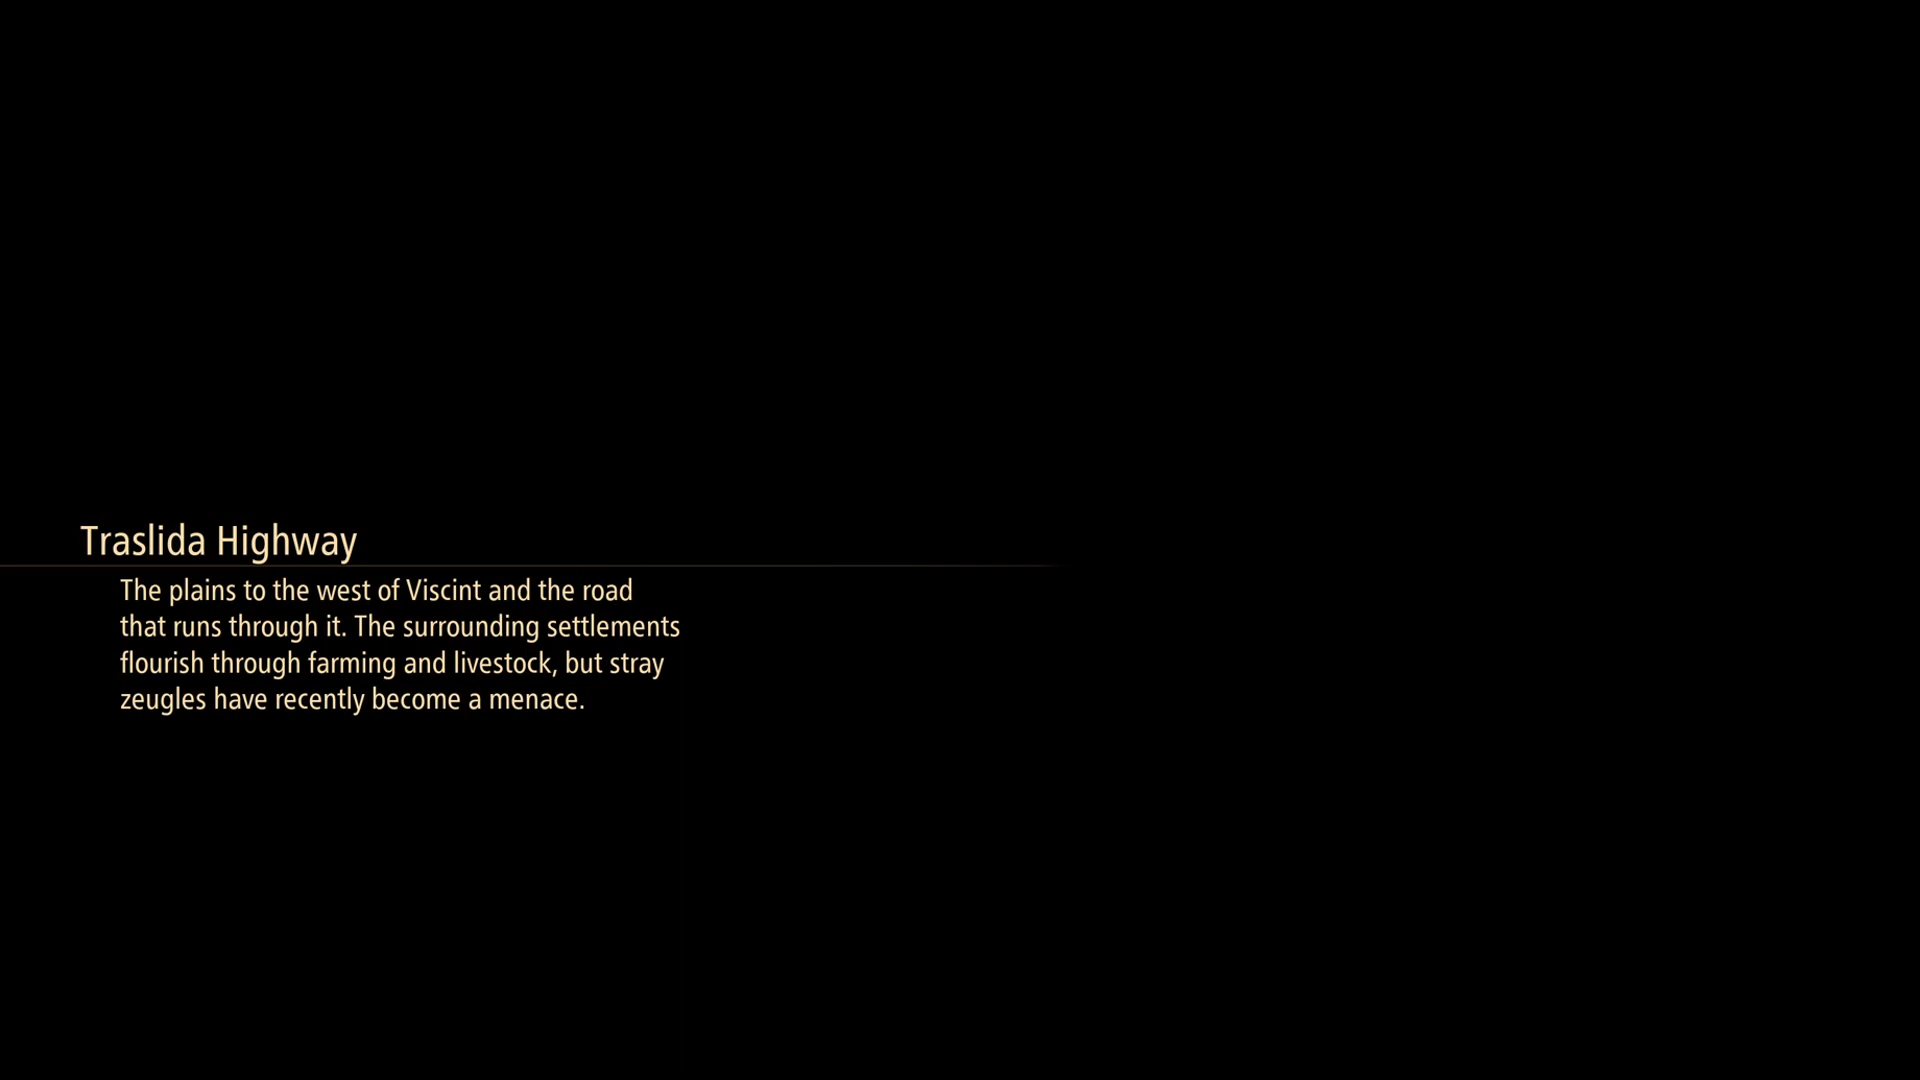 Traslida Highway
The plains to the west of Viscint and the road
that runs through it. The surrounding settlements
flourish through farming and livestock, but stray
zeugles have recently become a menace.